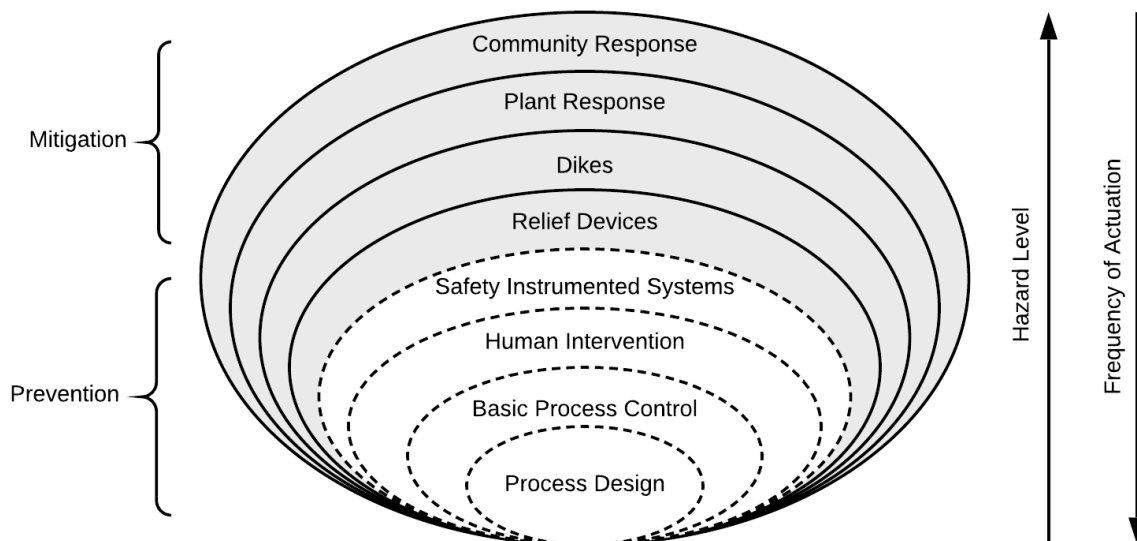 Community Response
Plant Response
Dikes
Relief Devices
Safety Instrumented Systems
Human Intervention
Basic Process Control
Process Design
Mitigation
Prevention
Hazard Level
Frequency of Actuation